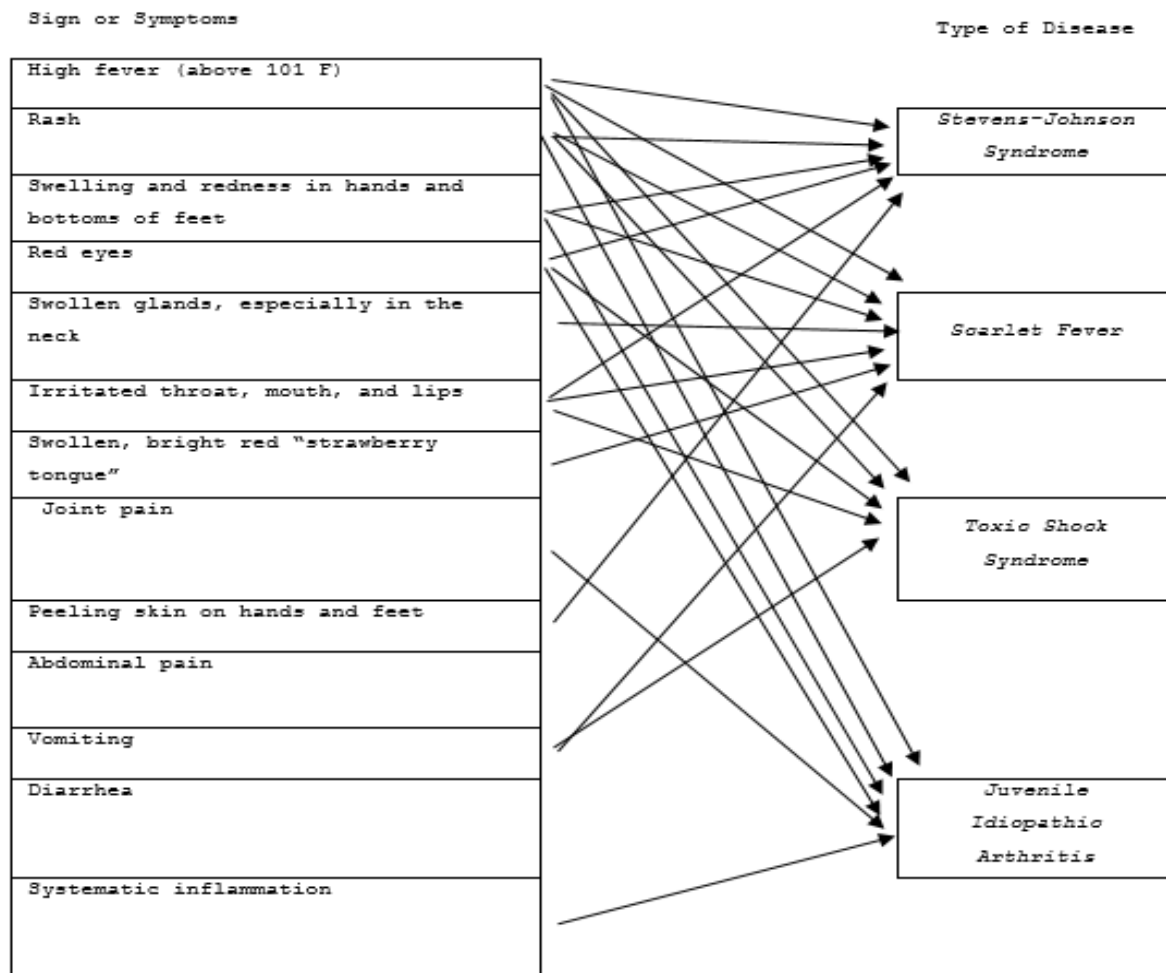 Sign or Symptoms
Type of Disease
High fever (above 101 F)
Rash
Swelling and redness in hands and
bottoms of feet
Red eyes
Swollen glands, especially in the
neck
Irritated throat, mouth, and lips
Swollen, bright red “strawberry
tongue”
Joint pain
Peeling skin on hands and feet
Abdominal pain
Vomiting
Diarrhea
Systematic inflammation
Stevens-Johnson
Syndrome
Scarlet Fever
Toxic Shock
Syndrome
Juvenile
Idiopathic
Arthritis